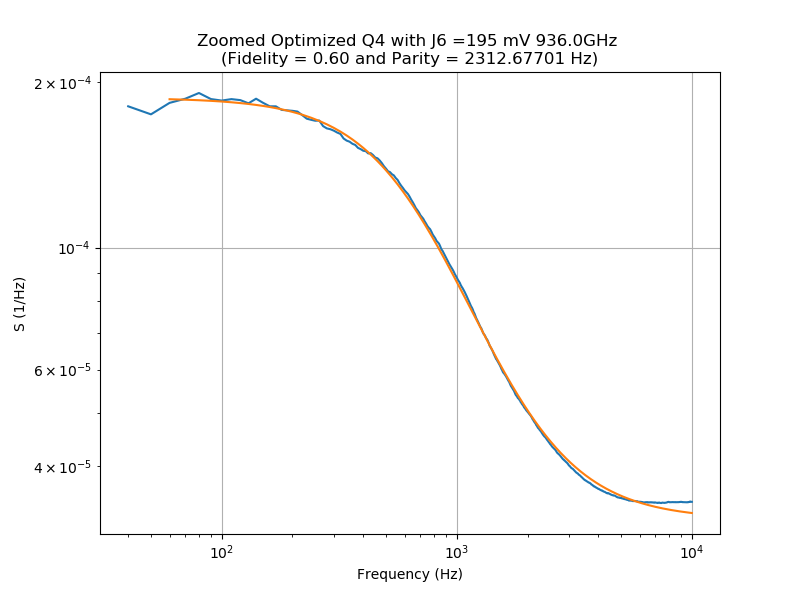 Zoomed Optimized Q4 with J6 =195 mV 936.0GHz
(Fidelity = 0.60 and Parity = 2312.67701 Hz)
2 × 10⁻⁴
10⁻⁴
6 × 10⁻⁵
4 × 10⁻⁵
S (1/Hz)
10² 10³ 10⁴
Frequency (Hz)